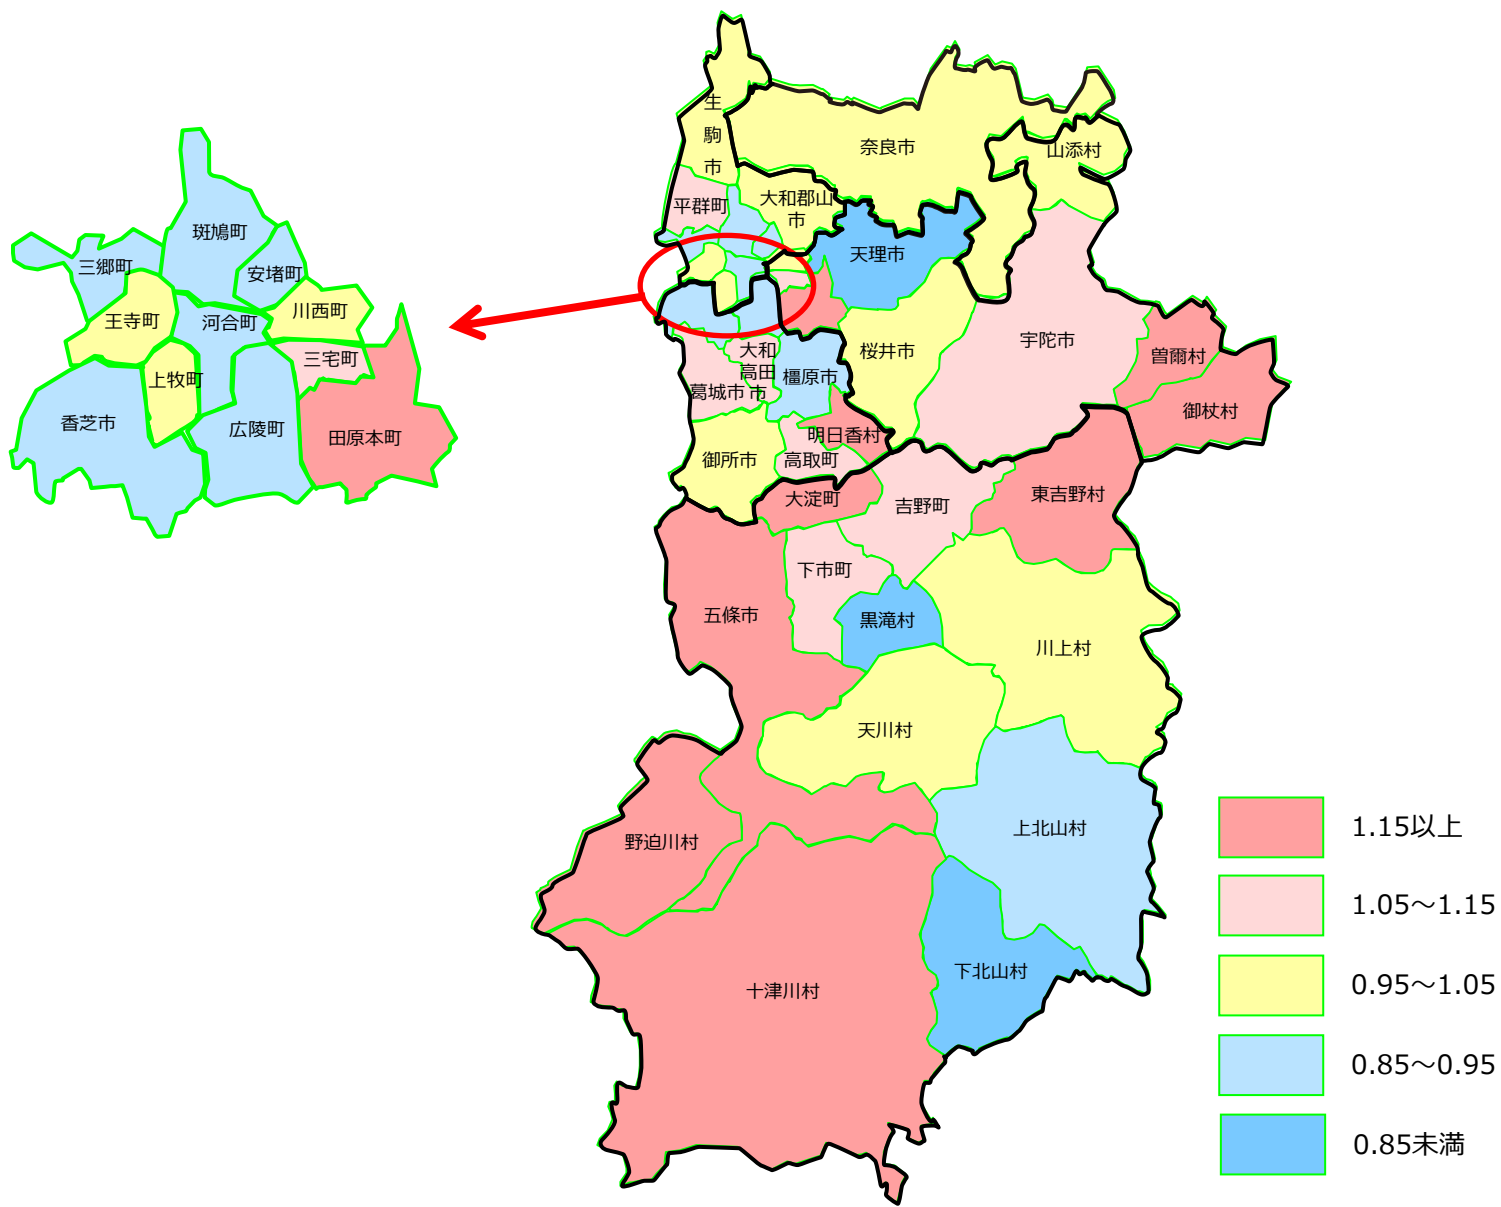 生
駒
市
奈良市
山添村
平群町
大和郡山
市
天理市
斑鳩町
三郷町
安堵町
川西町
王寺町
河合町
三宅町
上牧町
香芝市
広陵町
田原本町
大和
高田
市
葛城市
橿原市
桜井市
宇陀市
曽爾村
御杖村
明日香村
高取町
御所市
大淀町
吉野町
東吉野村
下市町
五條市
黒滝村
川上村
天川村
野迫川村
上北山村
下北山村
十津川村
1.15以上
1.05～1.15
0.95～1.05
0.85～0.95
0.85未満